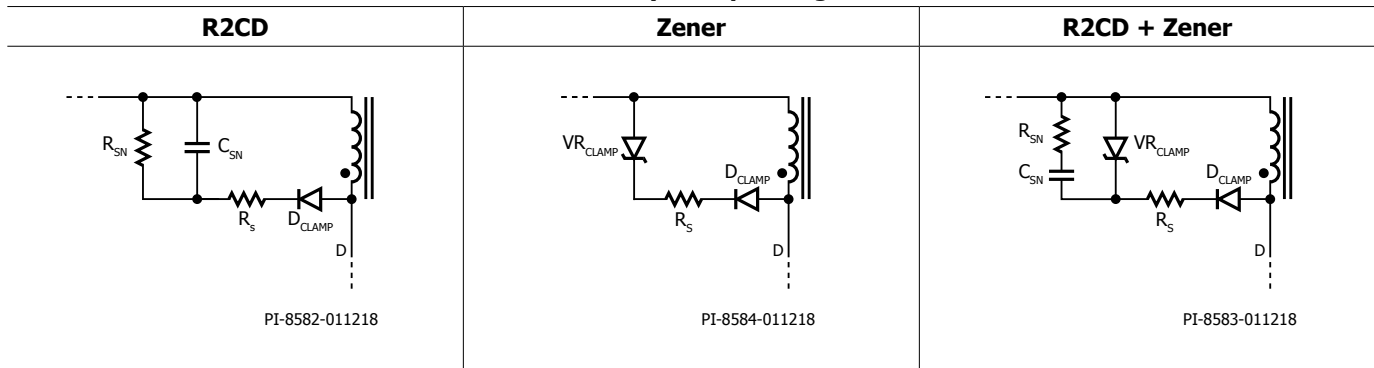 R2CD
Zener
R2CD + Zener
R_SN
C_SN
R_s
D_CLAMP
D
PI-8582-011218
VR_CLAMP
D_CLAMP
R_S
D
PI-8584-011218
R_SN
C_SN
VR_CLAMP
D_CLAMP
R_S
D
PI-8583-011218